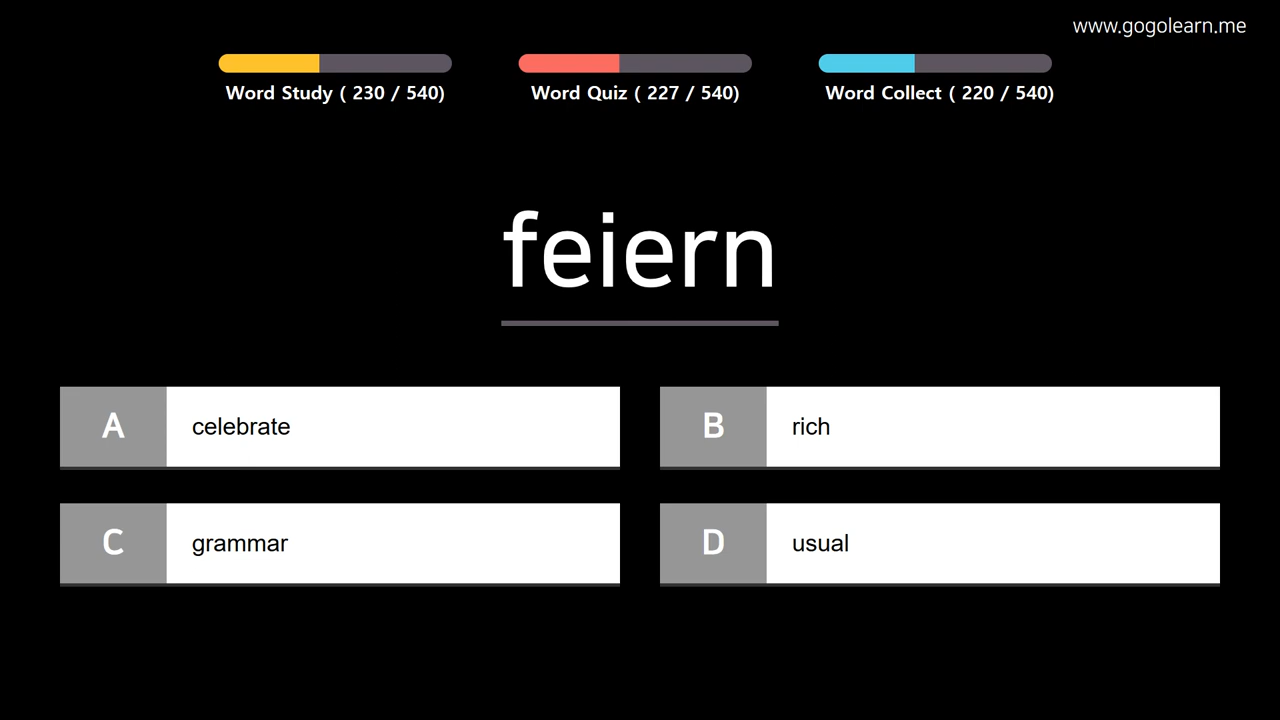 www.gogolearn.me
Word Study ( 230 / 540)
Word Quiz ( 227 / 540)
Word Collect ( 220 / 540)
feiern
A celebrate
B rich
C grammar
D usual